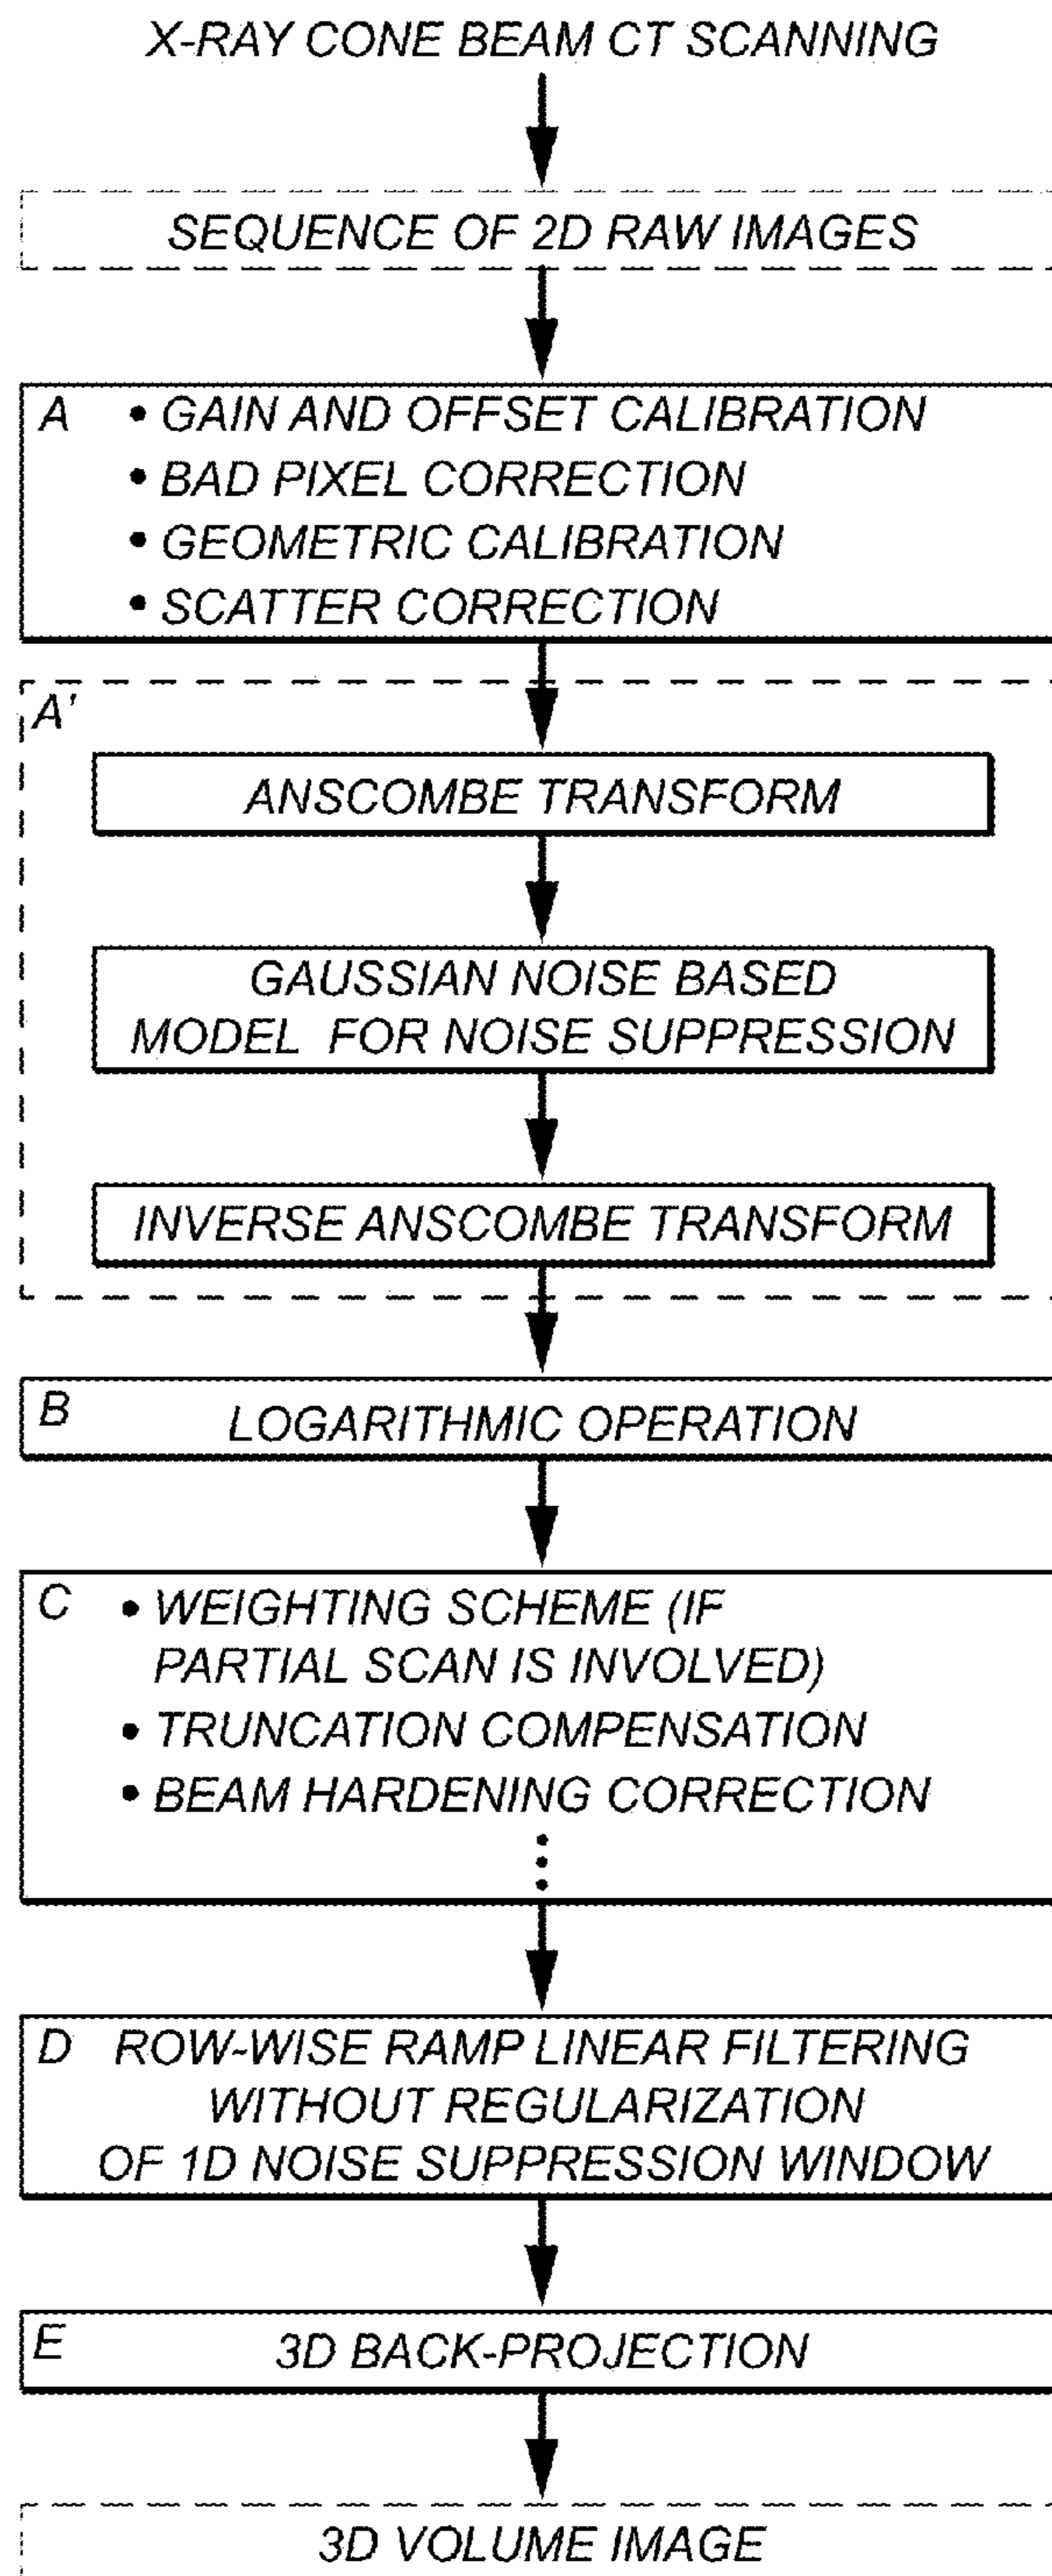 X-RAY CONE BEAM CT SCANNING
SEQUENCE OF 2D RAW IMAGES
A • GAIN AND OFFSET CALIBRATION
• BAD PIXEL CORRECTION
• GEOMETRIC CALIBRATION
• SCATTER CORRECTION
A'
ANSCOMBE TRANSFORM
GAUSSIAN NOISE BASED
MODEL FOR NOISE SUPPRESSION
INVERSE ANSCOMBE TRANSFORM
B LOGARITHMIC OPERATION
C • WEIGHTING SCHEME (IF
PARTIAL SCAN IS INVOLVED)
• TRUNCATION COMPENSATION
• BEAM HARDENING CORRECTION
D ROW-WISE RAMP LINEAR FILTERING
WITHOUT REGULARIZATION
OF 1D NOISE SUPPRESSION WINDOW
E 3D BACK-PROJECTION
3D VOLUME IMAGE